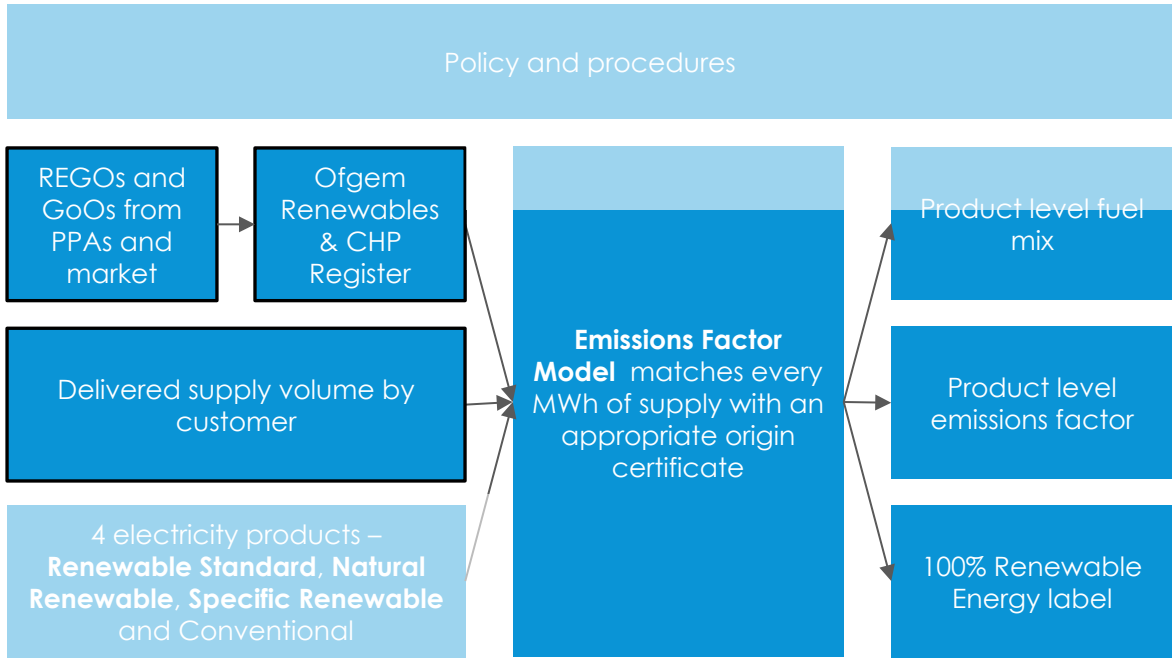 Policy and procedures
REGOs and
GoOs from
PPAs and
market
Ofgem
Renewables
& CHP
Register
Delivered supply volume by
customer
4 electricity products –
Renewable Standard, Natural
Renewable, Specific Renewable
and Conventional
Emissions Factor
Model matches every
MWh of supply with an
appropriate origin
certificate
Product level fuel
mix
Product level
emissions factor
100% Renewable
Energy label